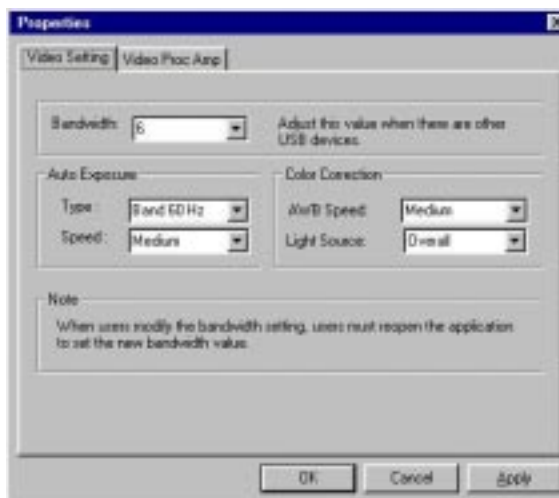 Properties
Video Setting
Video Proc Amp
Bandwidth:
6
Adjust this value when there are other
USB devices.
Auto Exposure
Type:
Band 60 Hz
Speed:
Medium
Color Correction
AWB Speed:
Medium
Light Source:
Overall
Note
When users modify the bandwidth setting, users must reopen the application
to set the new bandwidth value.
OK
Cancel
Apply